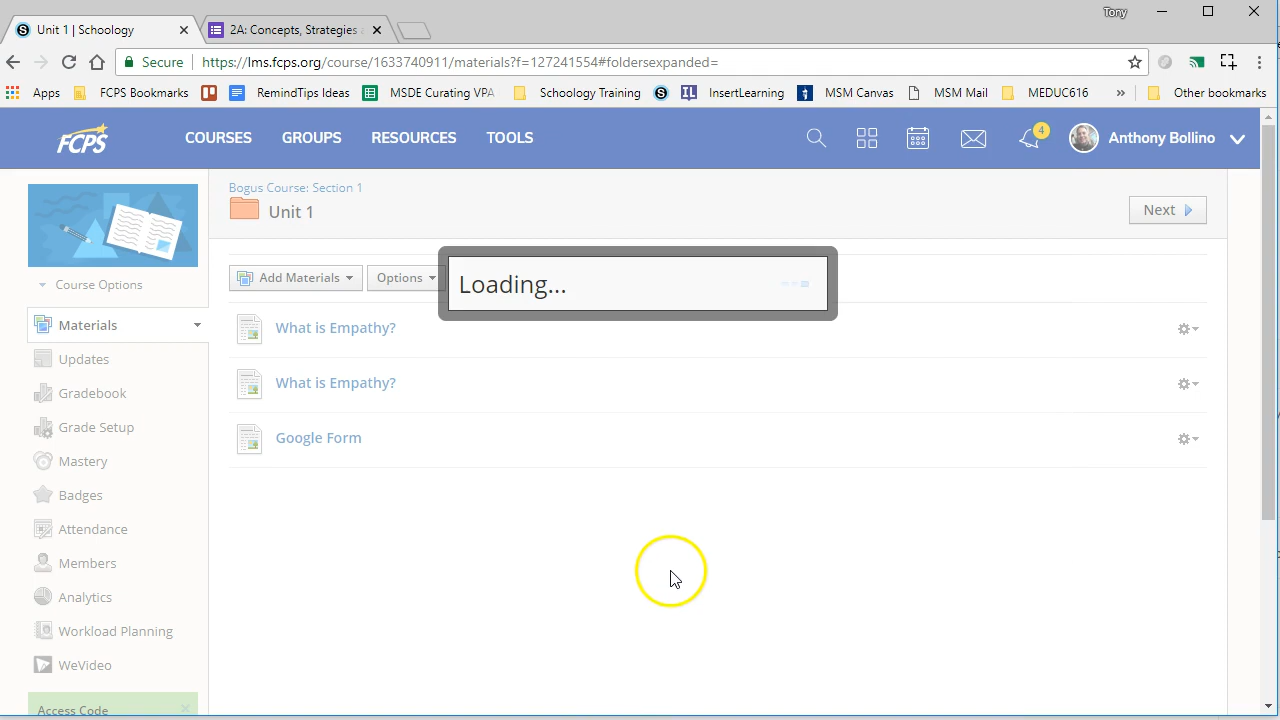 Unit 1 | Schoology
2A: Concepts, Strategies
Tony
Secure
https://lms.fcps.org/course/1633740911/materials?f=127241554#foldersexpanded=
Apps
FCPS Bookmarks
RemindTips Ideas
MSDE Curating VPA
Schoology Training
InsertLearning
MSM Canvas
MSM Mail
MEDUC616
»
Other bookmarks
FCPS
COURSES
GROUPS
RESOURCES
TOOLS
4
Anthony Bollino
Bogus Course: Section 1
Unit 1
Next
Course Options
Add Materials
Options
Loading...
Materials
What is Empathy?
Updates
What is Empathy?
Gradebook
Grade Setup
Google Form
Mastery
Badges
Attendance
Members
Analytics
Workload Planning
WeVideo
Access Code